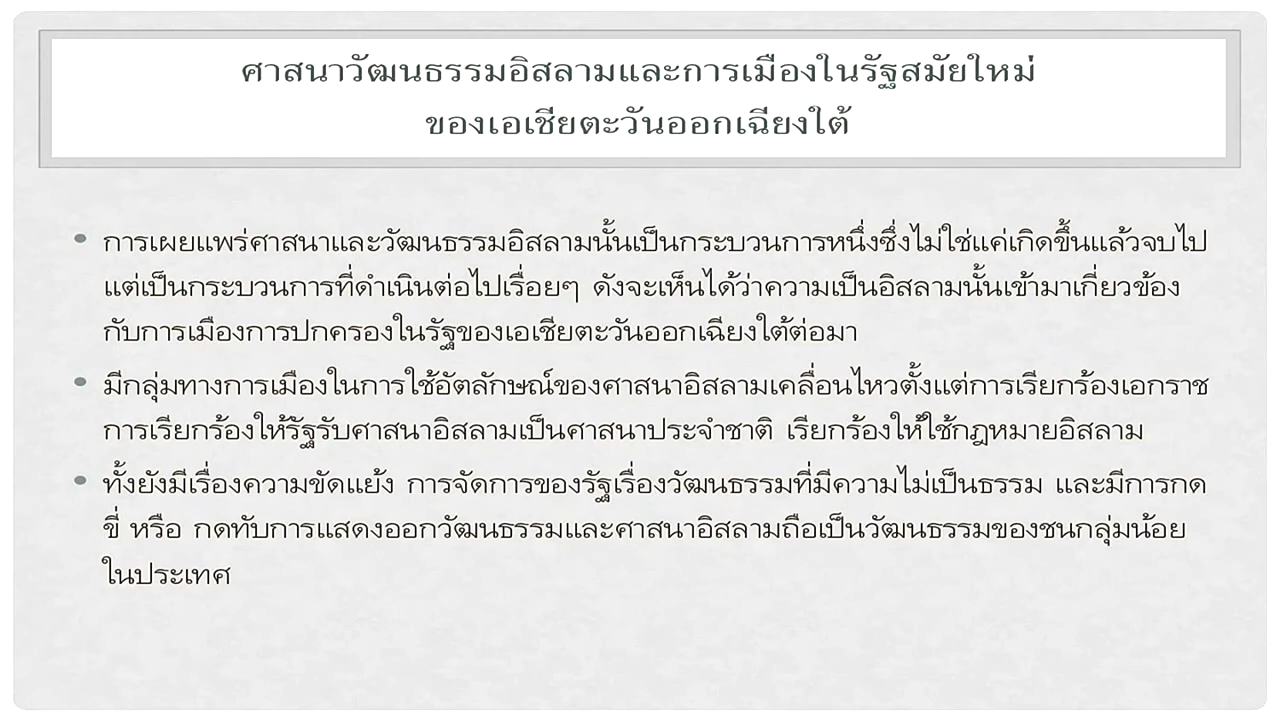 ศาสนาวัฒนธรรมอิสลามและการเมืองในรัฐสมัยใหม่
ของเอเชียตะวันออกเฉียงใต้
• การเผยแพร่ศาสนาและวัฒนธรรมอิสลามนั้นเป็นกระบวนการหนึ่งซึ่งไม่ใช่แค่เกิดขึ้นแล้วจบไป
แต่เป็นกระบวนการที่ดำเนินต่อไปเรื่อยๆ ดังจะเห็นได้ว่าความเป็นอิสลามนั้นเข้ามาเกี่ยวข้อง
กับการเมืองการปกครองในรัฐของเอเชียตะวันออกเฉียงใต้ต่อมา
• มีกลุ่มทางการเมืองในการใช้อัตลักษณ์ของศาสนาอิสลามเคลื่อนไหวตั้งแต่การเรียกร้องเอกราช
การเรียกร้องให้รัฐรับศาสนาอิสลามเป็นศาสนาประจำชาติ เรียกร้องให้ใช้กฎหมายอิสลาม
• ทั้งยังมีเรื่องความขัดแย้ง การจัดการของรัฐเรื่องวัฒนธรรมที่มีความไม่เป็นธรรม และมีการกด
ขี่ หรือ กดทับการแสดงออกวัฒนธรรมและศาสนาอิสลามถือเป็นวัฒนธรรมของชนกลุ่มน้อย
ในประเทศ